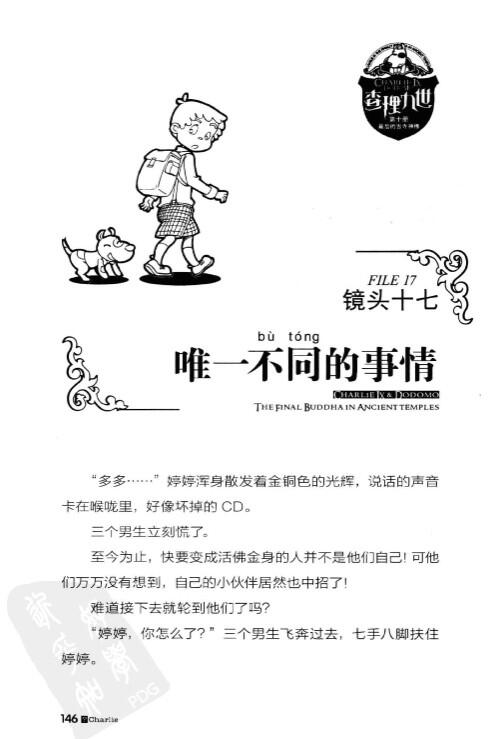 CHARLIE IX
查理九世
第十册
最后的古寺神佛
FILE 17
镜头十七
bù tóng
唯一不同的事情
CHARLIE IX & DODOMO
THE FINAL BUDDHA IN ANCIENT TEMPLES
“多多……”婷婷浑身散发着金铜色的光辉，说话的声音
卡在喉咙里，好像坏掉的 CD。
三个男生立刻慌了。
至今为止，快要变成活佛金身的人并不是他们自己！可他
们万万没有想到，自己的小伙伴居然也中招了！
难道接下去就轮到他们了吗？
“婷婷，你怎么了？”三个男生飞奔过去，七手八脚扶住
婷婷。
PDG
146 Charlie